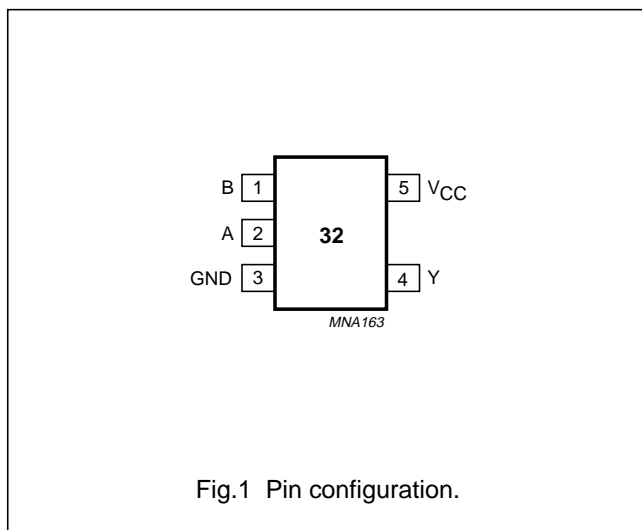 B 1 5 VCC
A 2 32
GND 3 4 Y
MNA163
Fig.1 Pin configuration.